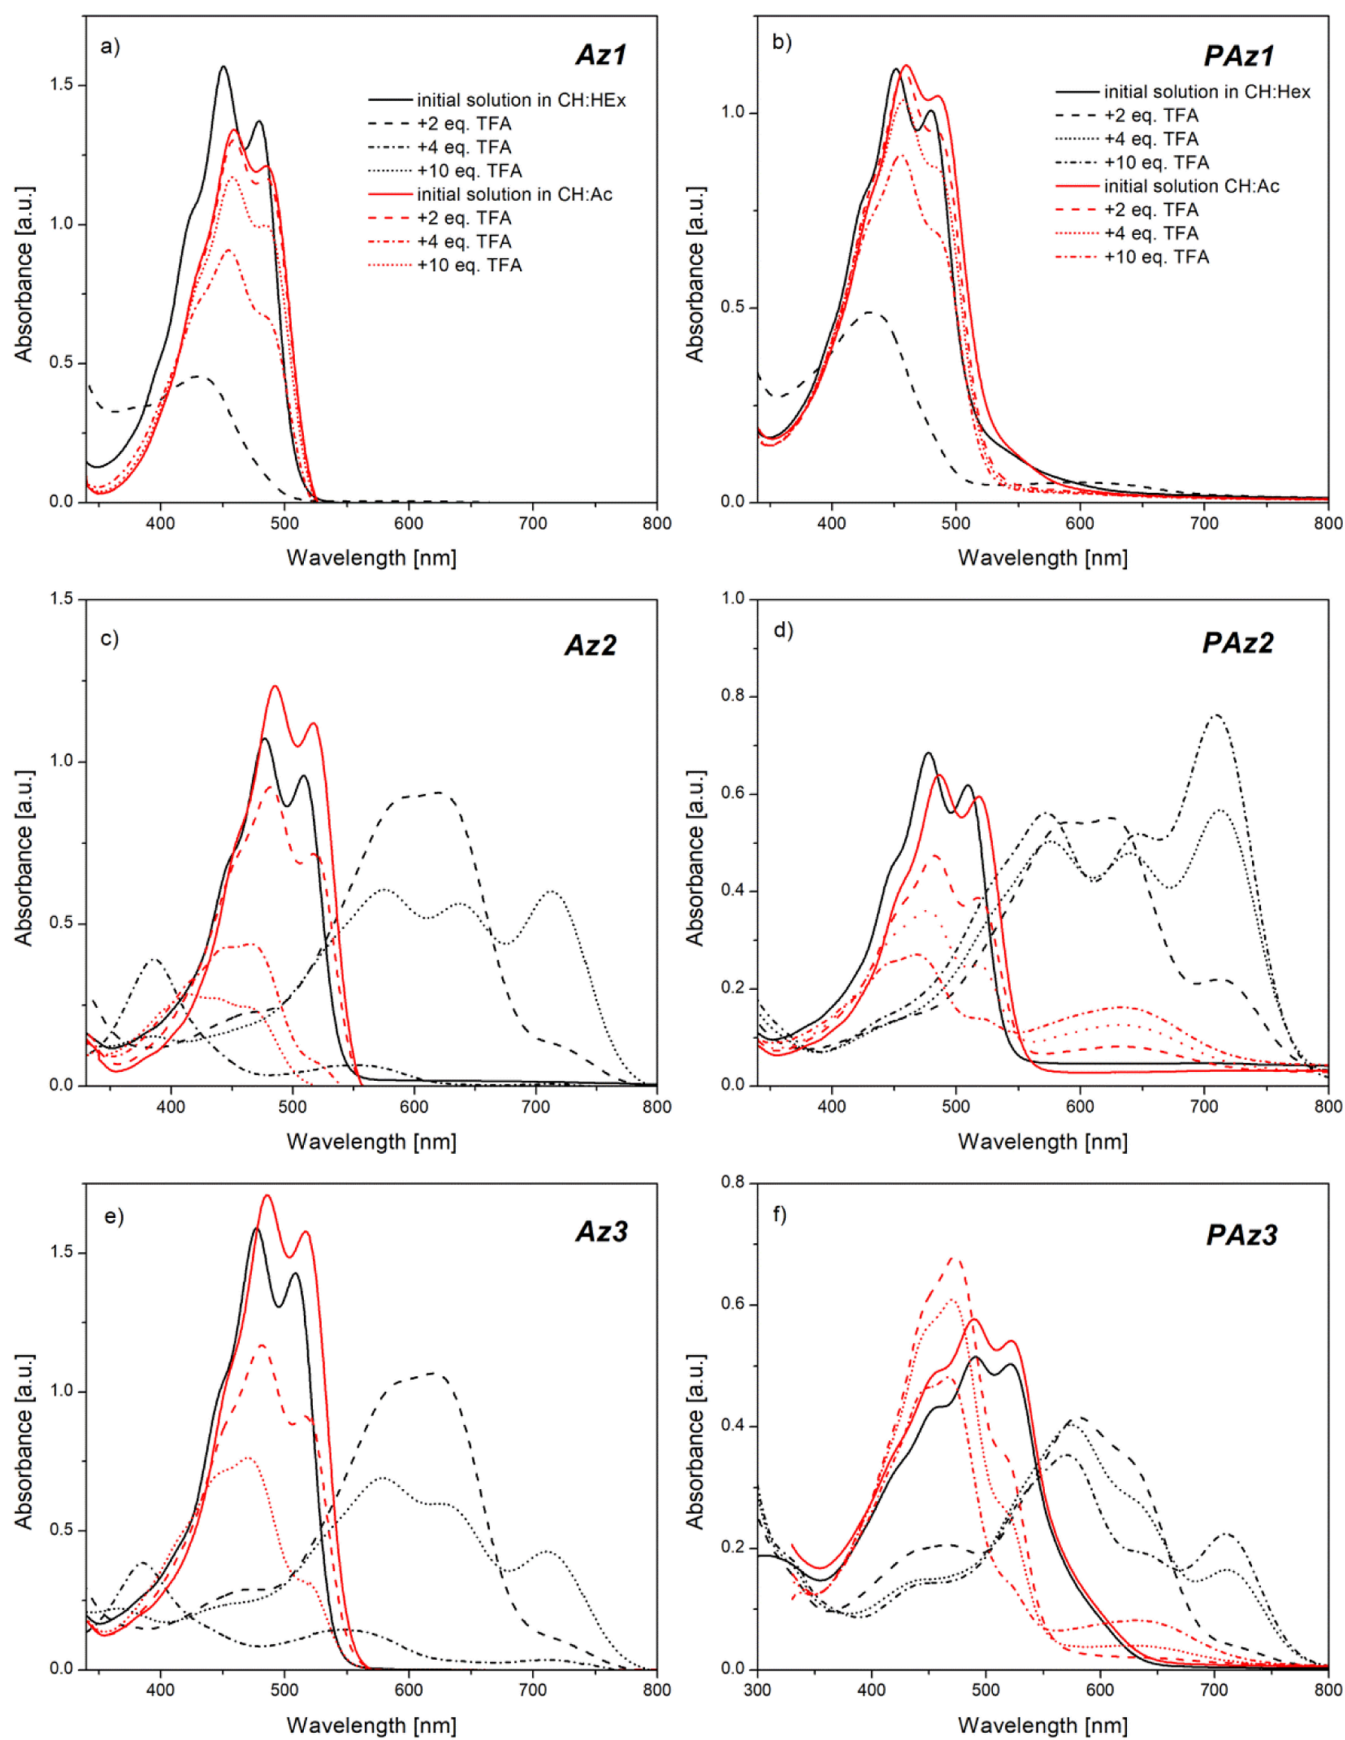 a)
Az1
initial solution in CH:HEx
+2 eq. TFA
+4 eq. TFA
+10 eq. TFA
initial solution in CH:Ac
+2 eq. TFA
+4 eq. TFA
+10 eq. TFA
Absorbance [a.u.]
1.5
1.0
0.5
0.0
400
500
600
700
800
Wavelength [nm]
b)
PAz1
initial solution in CH:Hex
+2 eq. TFA
+4 eq. TFA
+10 eq. TFA
initial solution CH:Ac
+2 eq. TFA
+4 eq. TFA
+10 eq. TFA
Absorbance [a.u.]
1.0
0.5
0.0
400
500
600
700
800
Wavelength [nm]
c)
Az2
Absorbance [a.u.]
1.5
1.0
0.5
0.0
400
500
600
700
800
Wavelength [nm]
d)
PAz2
Absorbance [a.u.]
1.0
0.8
0.6
0.4
0.2
0.0
400
500
600
700
800
Wavelength [nm]
e)
Az3
Absorbance [a.u.]
1.5
1.0
0.5
0.0
400
500
600
700
800
Wavelength [nm]
f)
PAz3
Absorbance [a.u.]
0.8
0.6
0.4
0.2
0.0
300
400
500
600
700
800
Wavelength [nm]